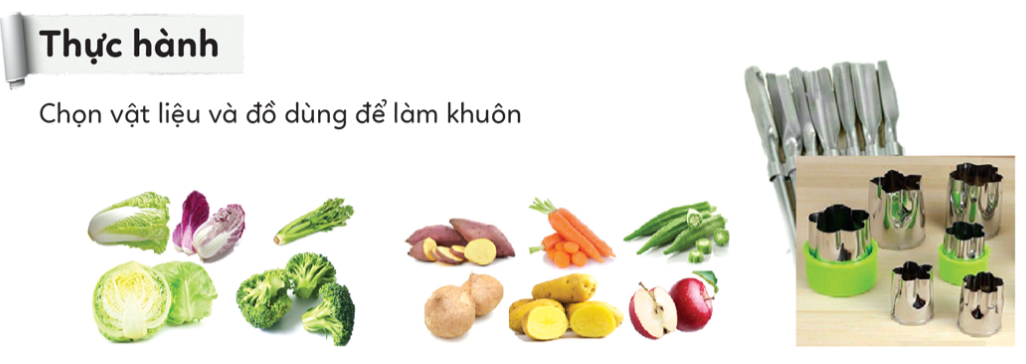 Thực hành
Chọn vật liệu và đồ dùng để làm khuôn